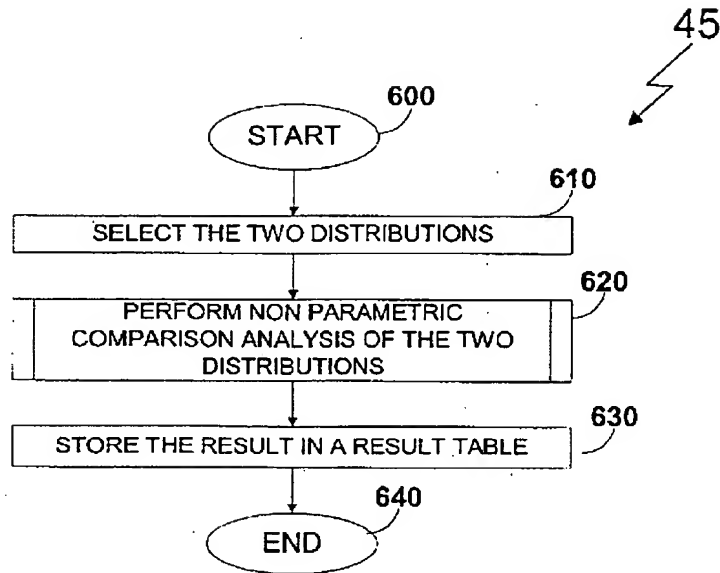 45
600
START
610
SELECT THE TWO DISTRIBUTIONS
620
PERFORM NON PARAMETRIC
COMPARISON ANALYSIS OF THE TWO
DISTRIBUTIONS
STORE THE RESULT IN A RESULT TABLE
630
640
END